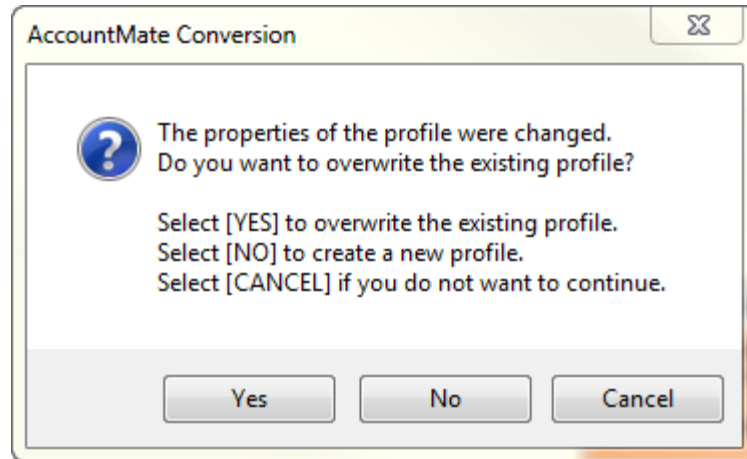 AccountMate Conversion
The properties of the profile were changed.
Do you want to overwrite the existing profile?
Select [YES] to overwrite the existing profile.
Select [NO] to create a new profile.
Select [CANCEL] if you do not want to continue.
Yes No Cancel